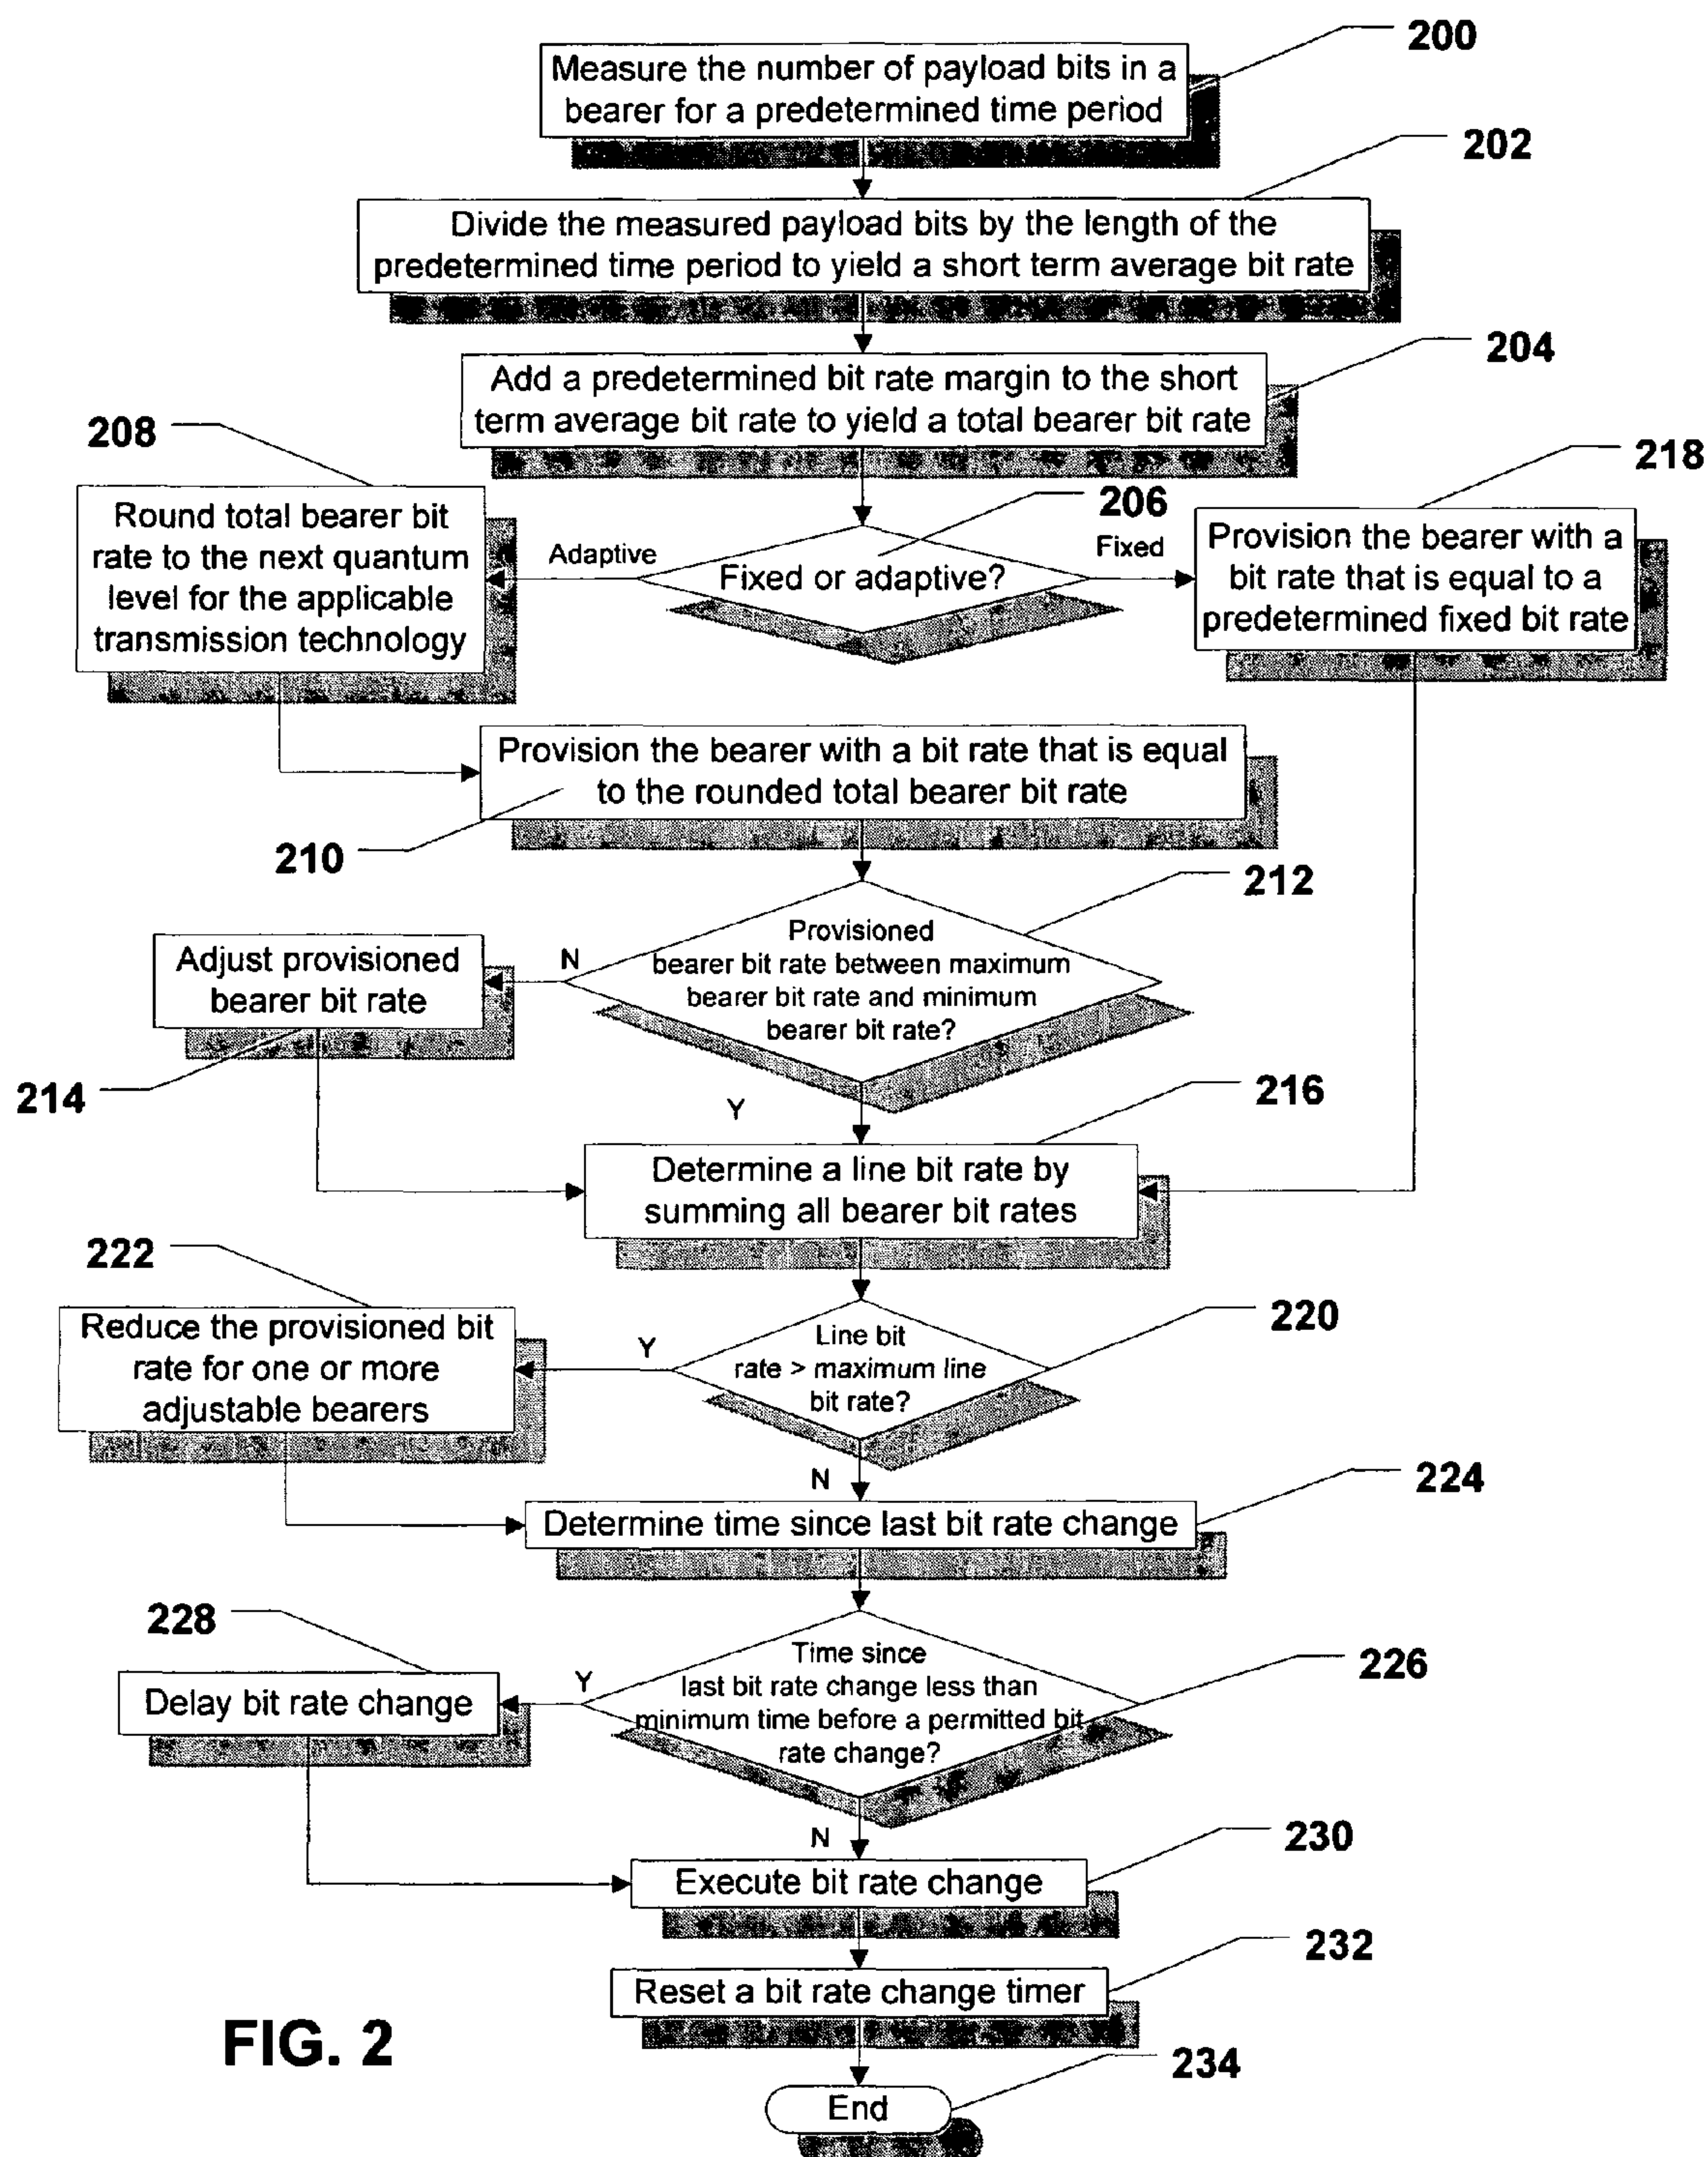 200
Measure the number of payload bits in a
bearer for a predetermined time period
202
Divide the measured payload bits by the length of the
predetermined time period to yield a short term average bit rate
204
Add a predetermined bit rate margin to the short
term average bit rate to yield a total bearer bit rate
208
218
206
Round total bearer bit
rate to the next quantum
level for the applicable
transmission technology
Adaptive
Fixed or adaptive?
Fixed
Provision the bearer with a
bit rate that is equal to a
predetermined fixed bit rate
Provision the bearer with a bit rate that is equal
to the rounded total bearer bit rate
210
212
Provisioned
bearer bit rate between maximum
bearer bit rate and minimum
bearer bit rate?
N
Adjust provisioned
bearer bit rate
214
Y
216
Determine a line bit rate by
summing all bearer bit rates
222
220
Reduce the provisioned bit
rate for one or more
adjustable bearers
Y
Line bit
rate > maximum line
bit rate?
N
224
Determine time since last bit rate change
228
226
Delay bit rate change
Y
Time since
last bit rate change less than
minimum time before a permitted bit
rate change?
N
230
Execute bit rate change
232
Reset a bit rate change timer
FIG. 2
234
End